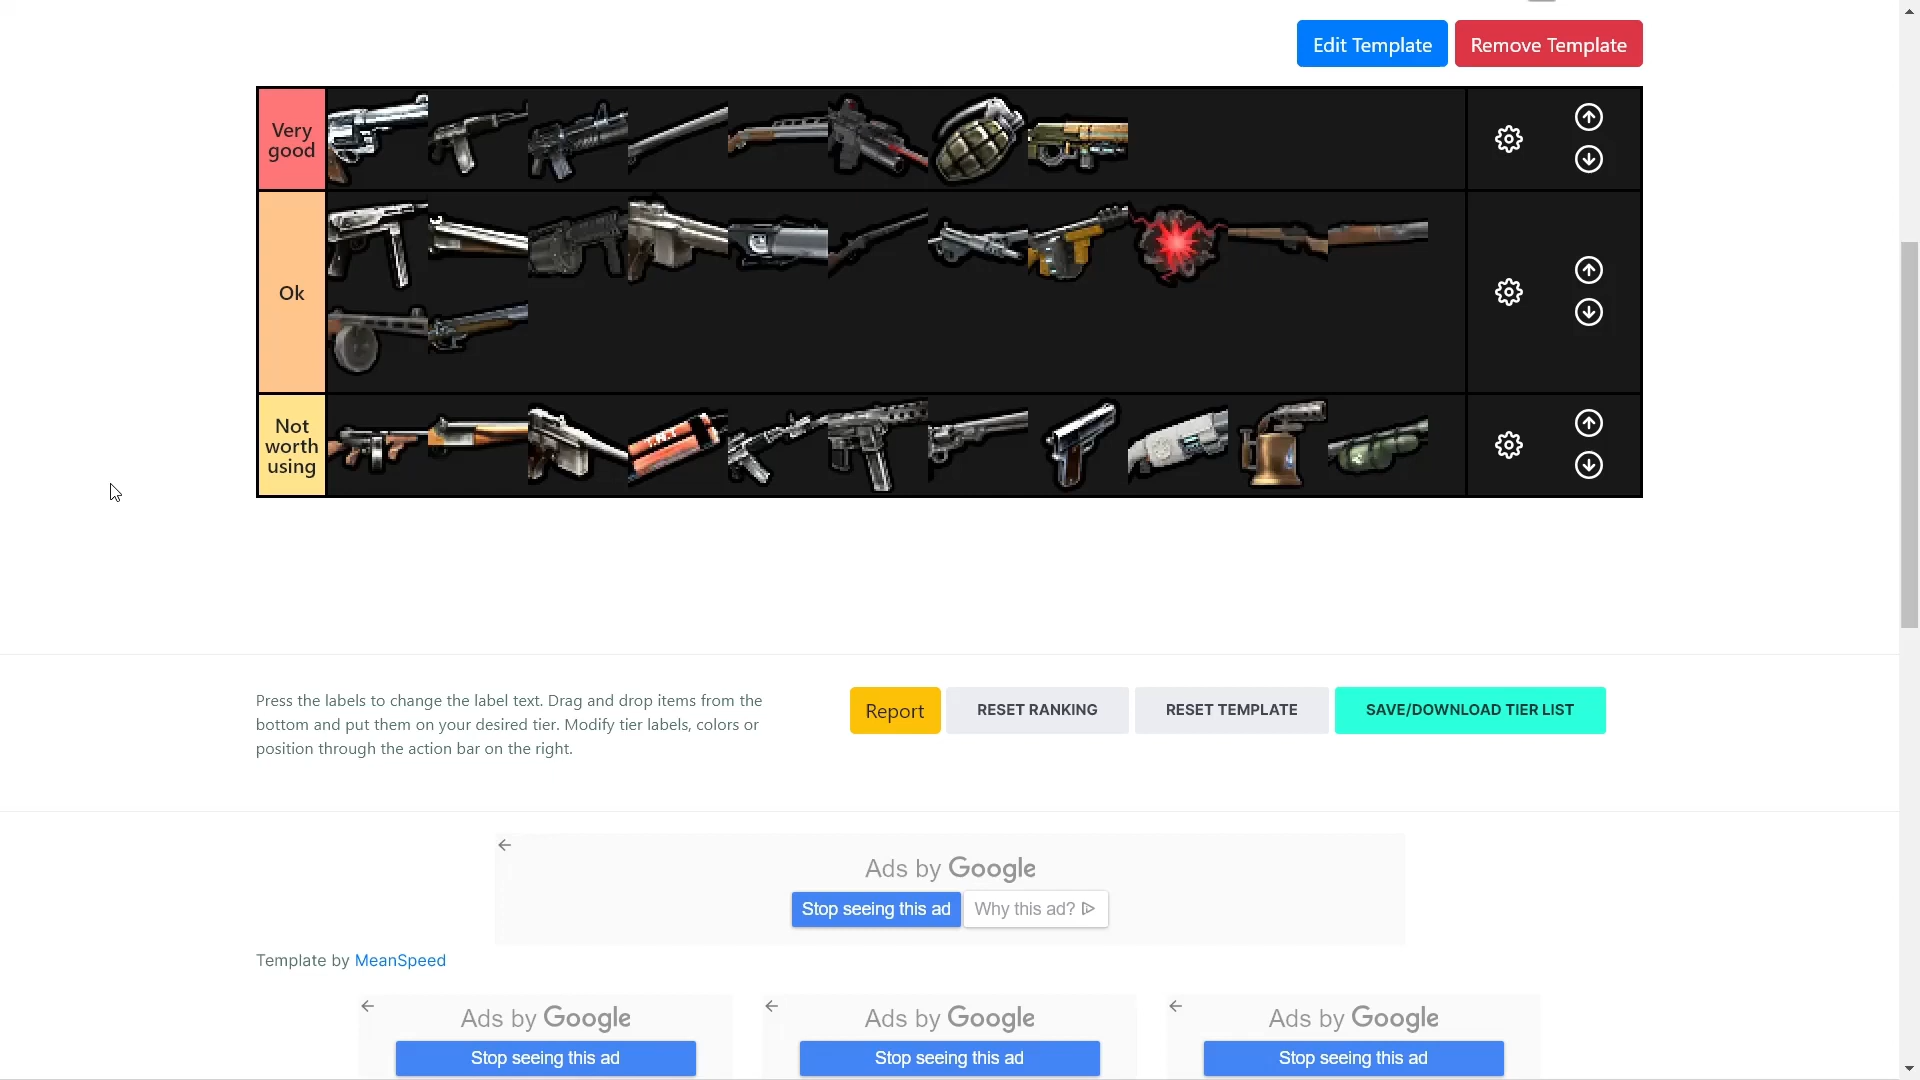 Edit Template
Remove Template
Very
good
Ok
Not
worth
using
T.N.T
Press the labels to change the label text. Drag and drop items from the
bottom and put them on your desired tier. Modify tier labels, colors or
position through the action bar on the right.
Report
RESET RANKING
RESET TEMPLATE
SAVE/DOWNLOAD TIER LIST
Ads by Google
Stop seeing this ad
Why this ad?
Template by MeanSpeed
Ads by Google
Stop seeing this ad
Ads by Google
Stop seeing this ad
Ads by Google
Stop seeing this ad